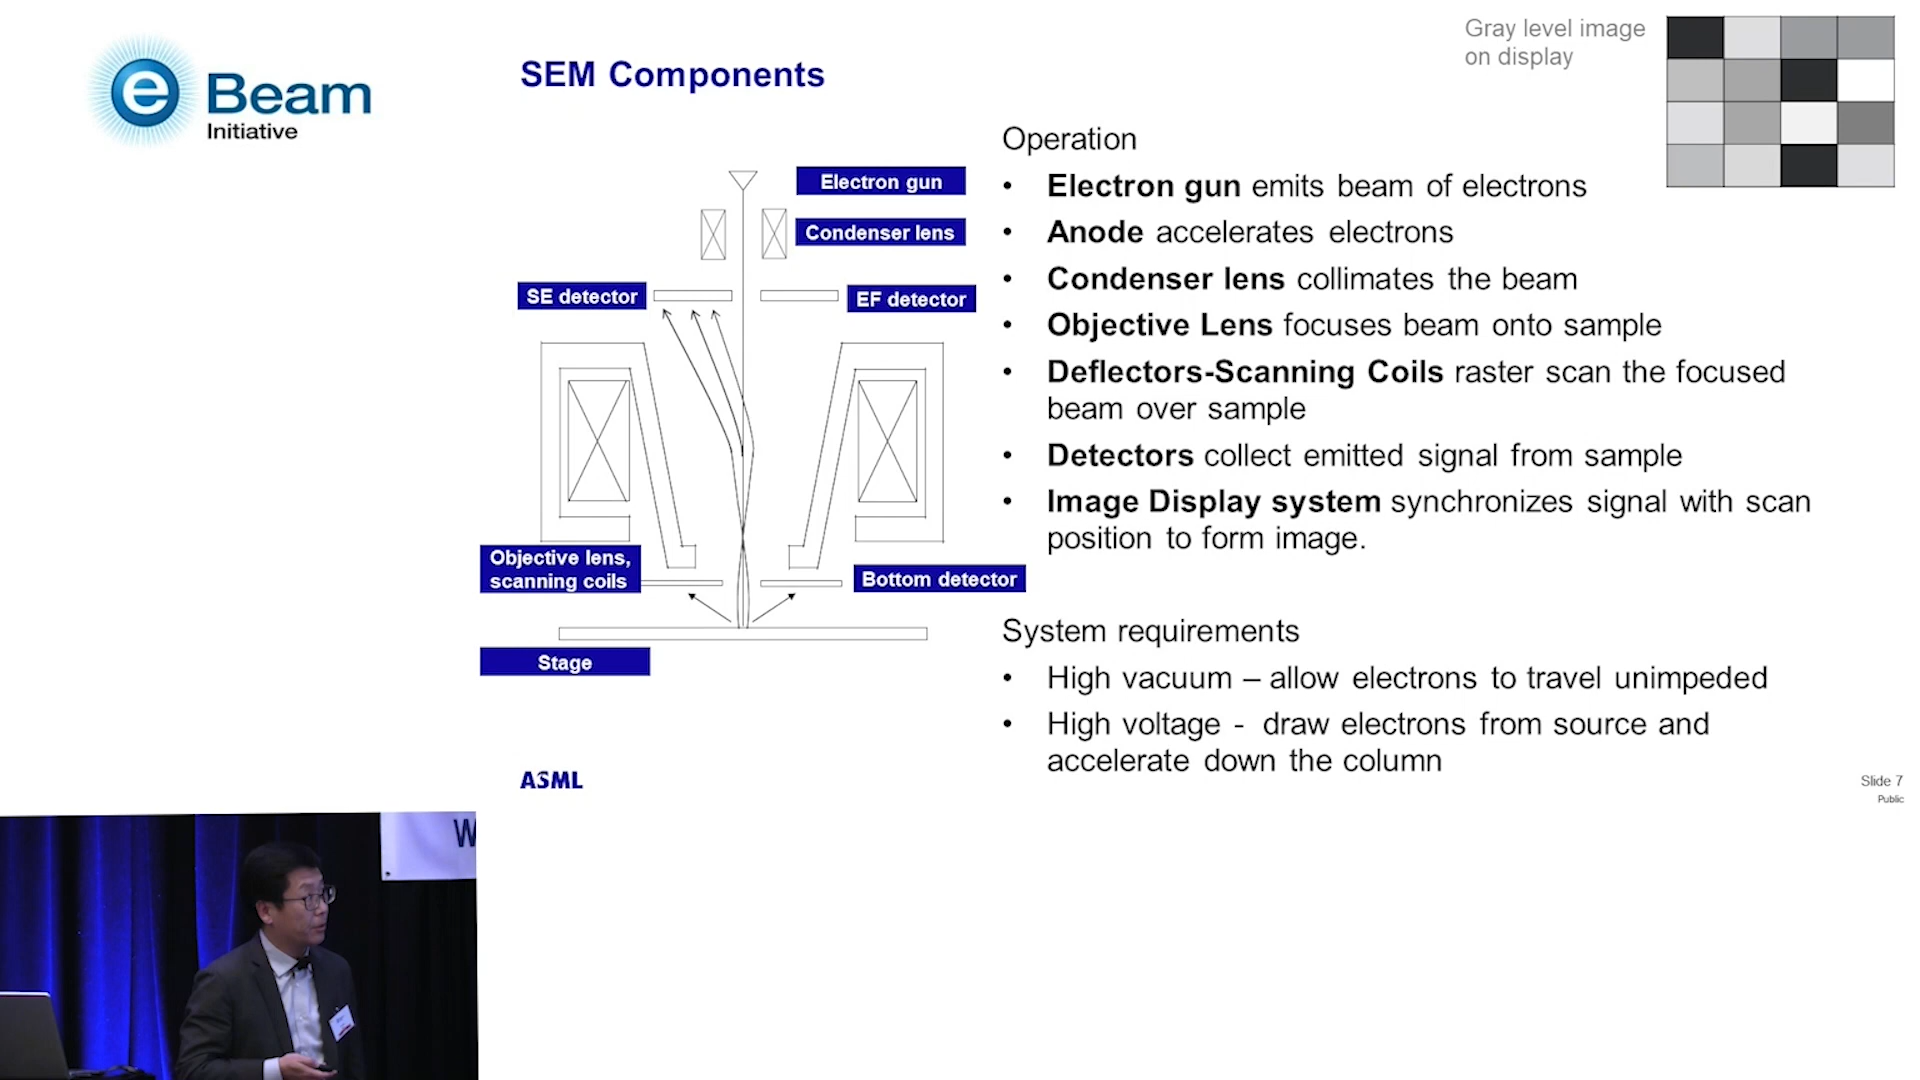 e Beam
Initiative
SEM Components
Gray level image
on display
Electron gun
Condenser lens
SE detector
EF detector
Objective lens,
scanning coils
Bottom detector
Stage
Operation
• Electron gun emits beam of electrons
• Anode accelerates electrons
• Condenser lens collimates the beam
• Objective Lens focuses beam onto sample
• Deflectors-Scanning Coils raster scan the focused
beam over sample
• Detectors collect emitted signal from sample
• Image Display system synchronizes signal with scan
position to form image.
System requirements
• High vacuum – allow electrons to travel unimpeded
• High voltage - draw electrons from source and
accelerate down the column
ASML
Slide 7
Public
W